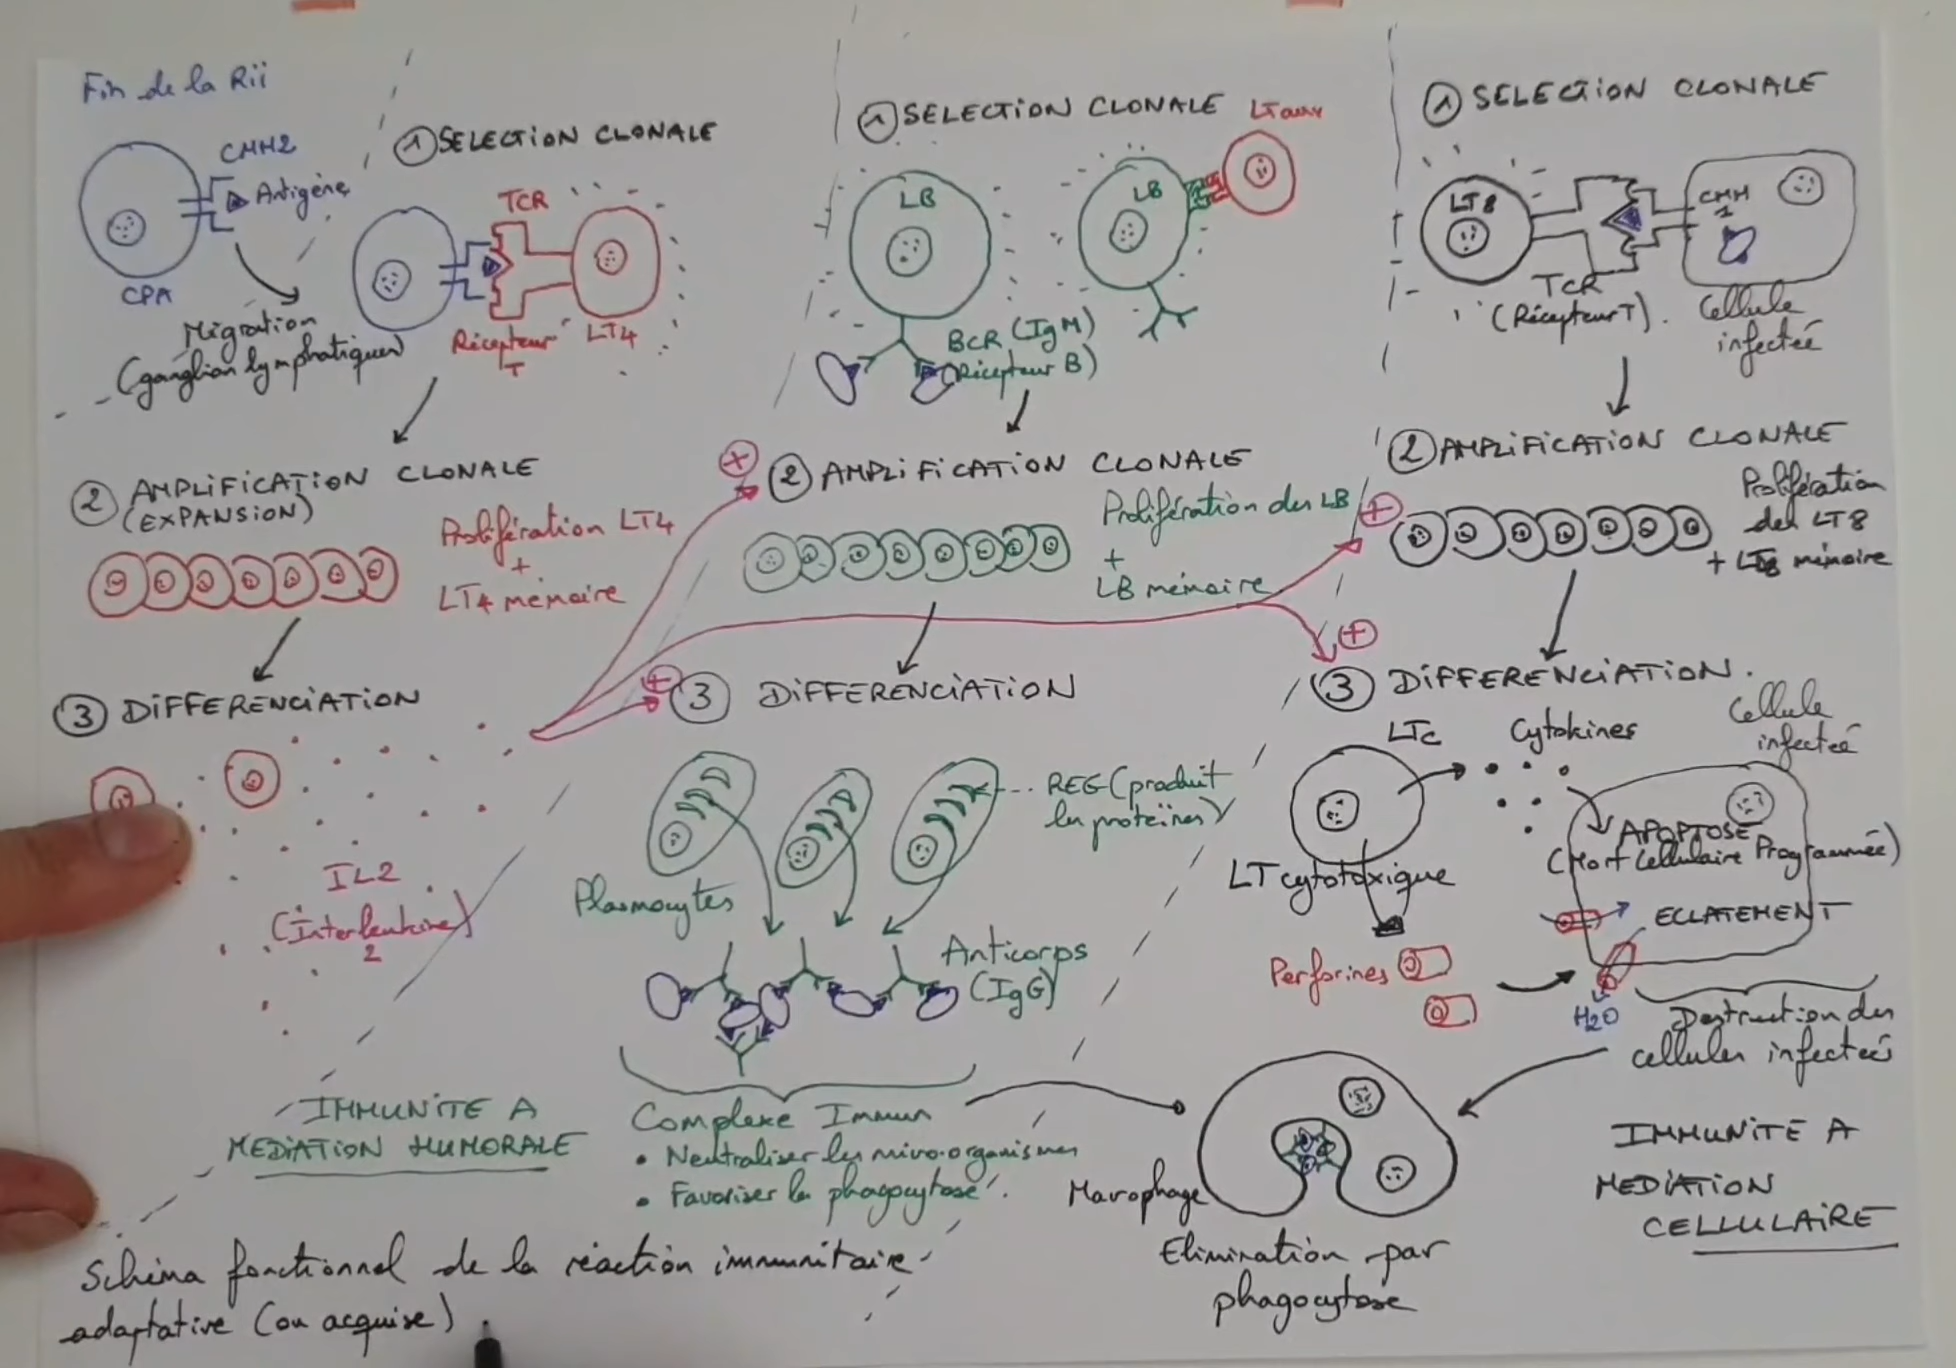 Fin de la Rii
CMH2
Antigène
CPA
Migration
(ganglion lymphatiques)
① SELECTION CLONALE
TCR
Récepteur
T
LT4
② AMPLIFICATION CLONALE
(EXPANSION)
Prolifération LT4
+
LT4 mémoire
③ DIFFERENCIATION
IL2
(Interleukine)
2
IMMUNITE A
MEDIATION HUMORALE
① SELECTION CLONALE
LT aux
LB
LB
BCR (IgM)
(Récepteur B)
+
② AMPLIFICATION CLONALE
Prolifération des LB
+
LB mémoire
+
③ DIFFERENCIATION
REG (produit
les protéines)
Plasmocytes
Anticorps
(IgG)
Complexe Immun
• Neutraliser les micro-organismes
• Favoriser la phagocytose
① SELECTION CLONALE
LT8
CMH
1
TCR
(Récepteur T).
Cellule
infectée
+
② AMPLIFICATION CLONALE
Prolifération
des LT8
+ LT8 mémoire
+
③ DIFFERENCIATION.
LTc
Cytokines
Cellule
infectée
APOPTOSE
(Mort Cellulaire Programmée)
LT cytotoxique
ECLATEMENT
Perforines
H2O
Destruction des
cellules infectées
Macrophage
Elimination par
phagocytose
IMMUNITE A
MEDIATION
CELLULAIRE
Schéma fonctionnel de la réaction immunitaire
adaptative (ou acquise)